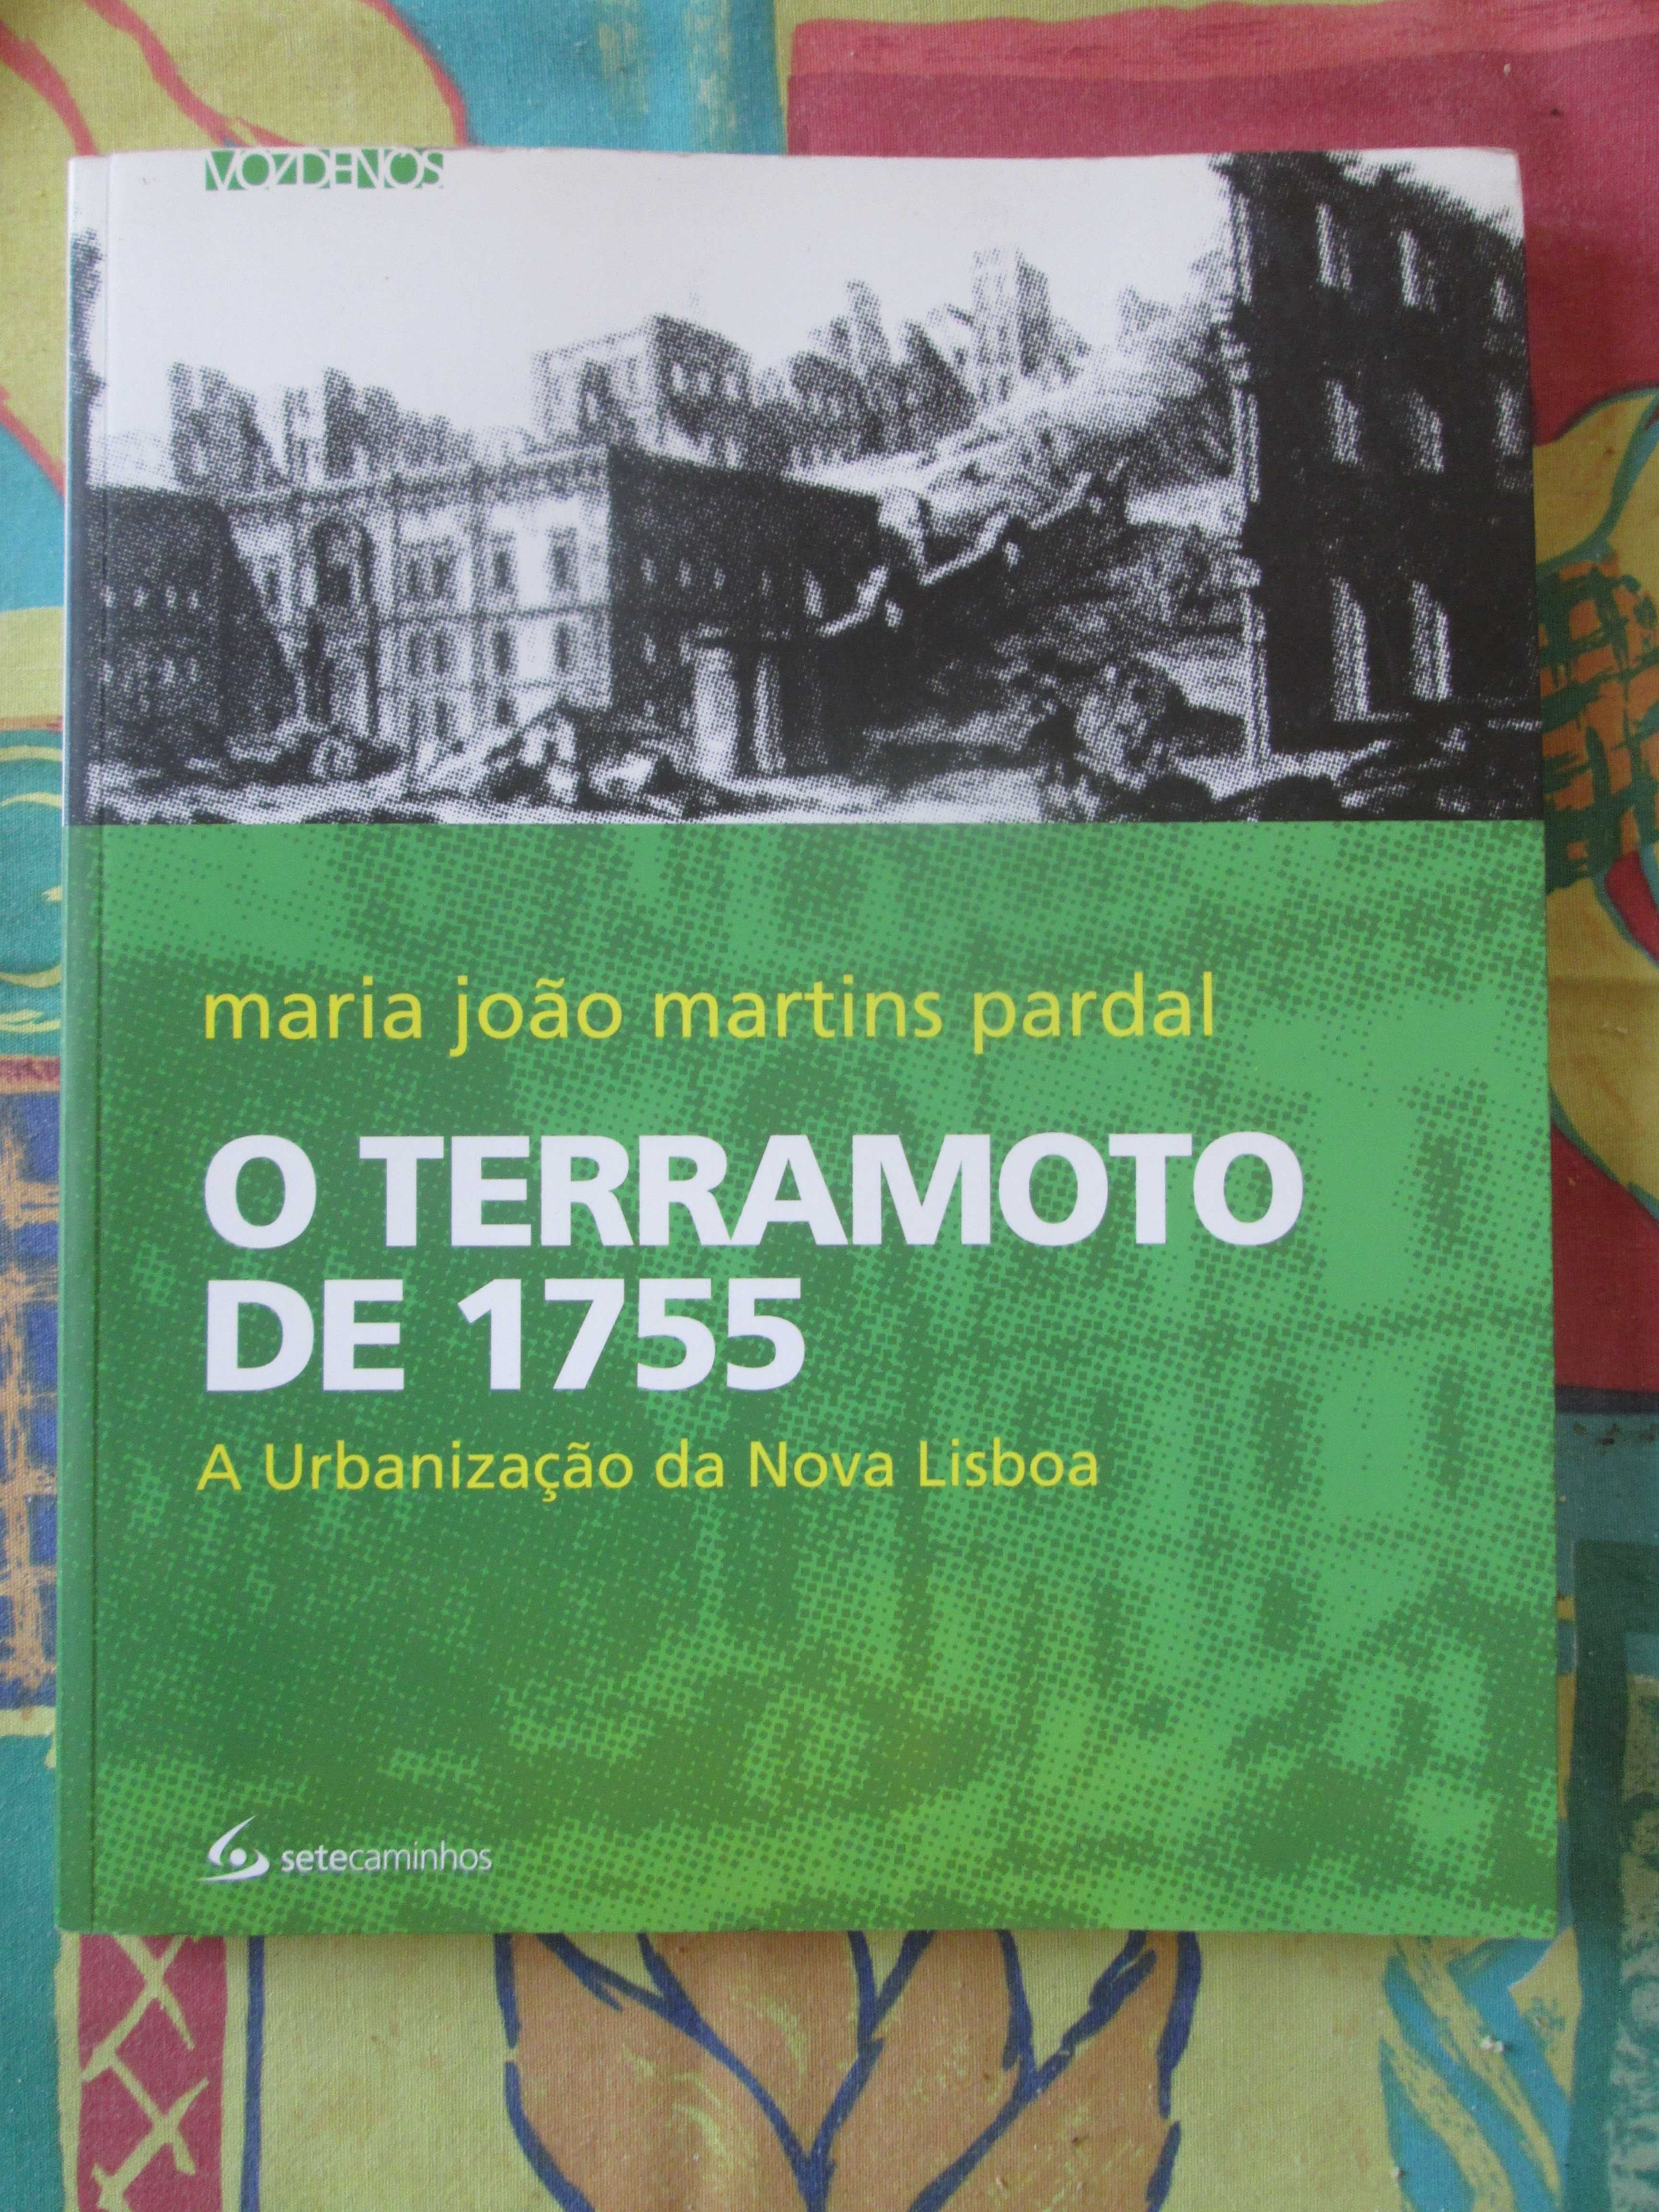 VOZDENÓS
maria joão martins pardal
O TERRAMOTO
DE 1755
A Urbanização da Nova Lisboa
setecaminhos